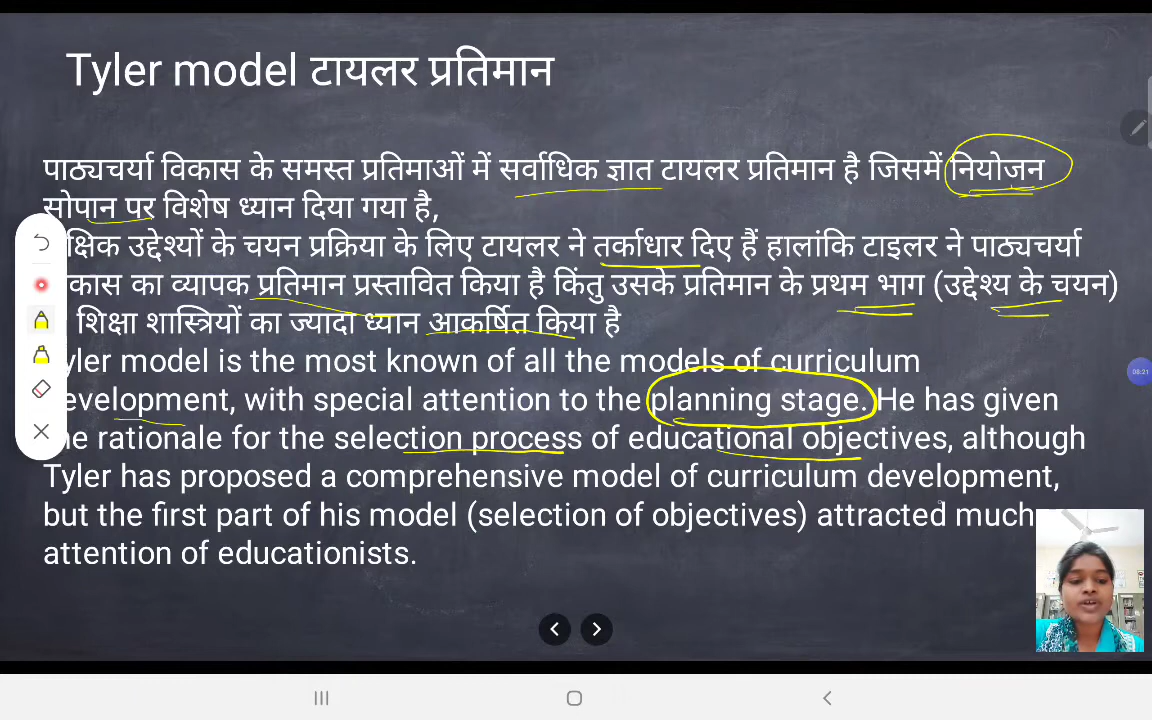 Tyler model टायलर प्रतिमान
पाठ्यचर्या विकास के समस्त प्रतिमाओं में सर्वाधिक ज्ञात टायलर प्रतिमान है जिसमें नियोजन
सोपान पर विशेष ध्यान दिया गया है,
उद्देश्यों के चयन प्रक्रिया के लिए टायलर ने तर्काधार दिए हैं हालांकि टाइलर ने पाठ्यचर्या
का व्यापक प्रतिमान प्रस्तावित किया है किंतु उसके प्रतिमान के प्रथम भाग (उद्देश्य के चयन)
शिक्षा शास्त्रियों का ज्यादा ध्यान आकर्षित किया है
model is the most known of all the models of curriculum
with special attention to the planning stage. He has given
rationale for the selection process of educational objectives, although
Tyler has proposed a comprehensive model of curriculum development,
but the first part of his model (selection of objectives) attracted much
attention of educationists.
08:21